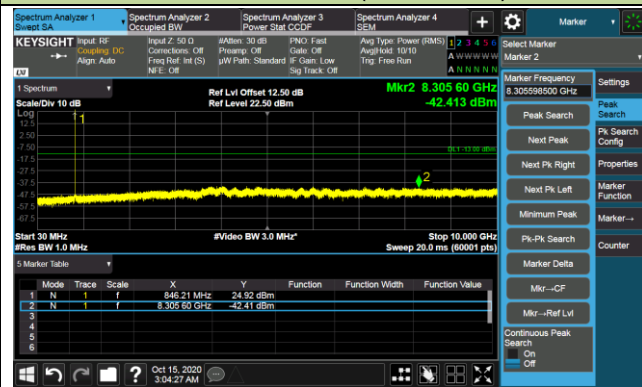 Spectrum Analyzer 1
Swept SA
Spectrum Analyzer 2
Occupied BW
Spectrum Analyzer 3
Power Stat CCDF
Spectrum Analyzer 4
SEM
+
Marker
KEYSIGHT
Input: RF
Coupling: DC
Align: Auto
Input Z: 50 Ω
Corrections: Off
Freq Ref: Int (S)
NFE: Off
#Atten: 30 dB
Preamp: Off
µW Path: Standard
PNO: Fast
Gate: Off
IF Gain: Low
Sig Track: Off
Avg Type: Power (RMS)
Avg|Hold: 10/10
Trig: Free Run
1 2 3 4 5 6
A W W W W W
A N N N N N
LXI
Select Marker
Marker 2
1 Spectrum
Scale/Div 10 dB
Ref Lvl Offset 12.50 dB
Ref Level 22.50 dBm
Mkr2 8.305 60 GHz
-42.413 dBm
Log
12.5
2.50
-7.50
-17.5
-27.5
-37.5
-47.5
-57.5
-67.5
1
2
DL1 -13.00 dBm
Start 30 MHz
#Res BW 1.0 MHz
#Video BW 3.0 MHz*
Stop 10.000 GHz
Sweep 20.0 ms (60001 pts)
5 Marker Table
Mode Trace Scale X Y Function Function Width Function Value
1 N 1 f 846.21 MHz 24.92 dBm
2 N 1 f 8.305 60 GHz -42.41 dBm
3
4
5
6
Marker Frequency
8.305598500 GHz
Peak Search
Next Peak
Next Pk Right
Next Pk Left
Minimum Peak
Pk-Pk Search
Marker Delta
Mkr→CF
Mkr→Ref Lvl
Continuous Peak
Search
On
Off
Settings
Peak
Search
Pk Search
Config
Properties
Marker
Function
Marker→
Counter
?
Oct 15, 2020
3:04:27 AM